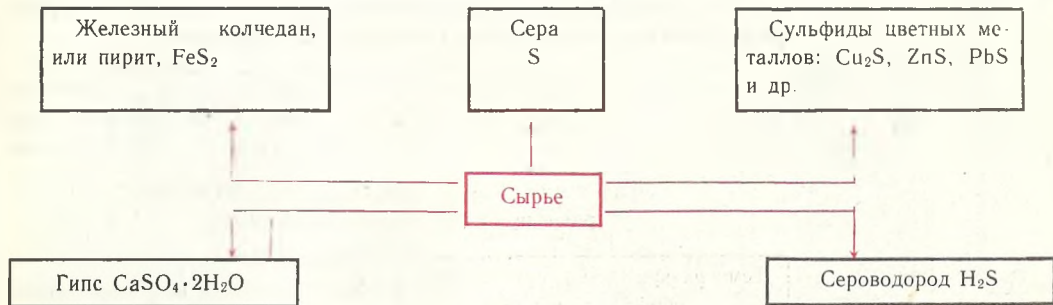 Железный колчедан,
или пирит, FeS₂
Сера
S
Сульфиды цветных ме-
таллов: Cu₂S, ZnS, PbS
и др.
Сырье
Гипс CaSO₄·2H₂O
Сероводород H₂S